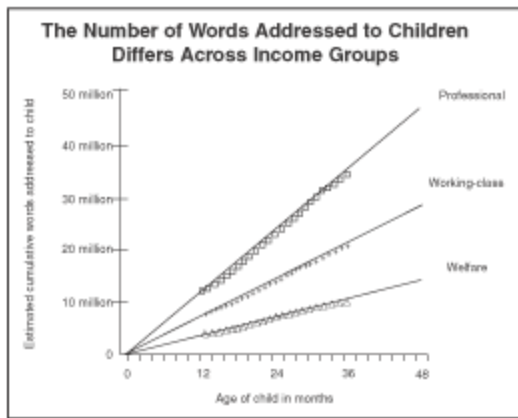 The Number of Words Addressed to Children
Differs Across Income Groups
Estimated cumulative words addressed to child
50 million
40 million
30 million
20 million
10 million
0
Professional
Working-class
Welfare
0 12 24 36 48
Age of child in months